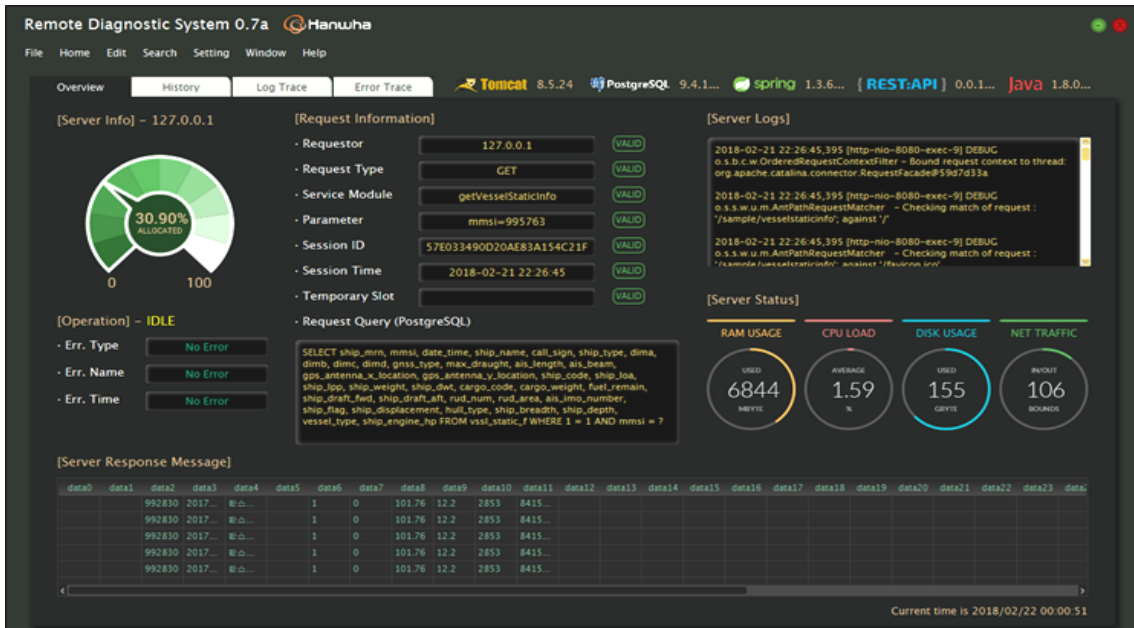 Remote Diagnostic System 0.7a Hanwha
File Home Edit Search Setting Window Help
Overview History Log Trace Error Trace Tomcat 8.5.24 PostgreSQL 9.4.1... spring 1.3.6... {REST:API} 0.0.1... Java 1.8.0...
[Server Info] - 127.0.0.1
30.90%
ALLOCATED
0 100
[Operation] - IDLE
· Err. Type No Error
· Err. Name No Error
· Err. Time No Error
[Request Information]
· Requestor 127.0.0.1 VALID
· Request Type GET VALID
· Service Module getVesselStaticInfo VALID
· Parameter mmsi=995763 VALID
· Session ID 57E033490D20AE83A154C21F VALID
· Session Time 2018-02-21 22:26:45 VALID
· Temporary Slot VALID
· Request Query (PostgreSQL)
SELECT ship_mrn, mmsi, date_time, ship_name, call_sign, ship_type, dima,
dimb, dimc, dimd, gnss_type, max_draught, ais_length, ais_beam,
gps_antenna_x_location, gps_antenna_y_location, ship_code, ship_loa,
ship_lpp, ship_weight, ship_dwt, cargo_code, cargo_weight, fuel_remain,
ship_draft_fwd, ship_draft_aft, rud_num, rud_area, ais_imo_number,
ship_flag, ship_displacement, hull_type, ship_breadth, ship_depth,
vessel_type, ship_engine_hp FROM vssl_static_f WHERE 1 = 1 AND mmsi = ?
[Server Logs]
2018-02-21 22:26:45,395 [http-nio-8080-exec-9] DEBUG
o.s.b.c.w.OrderedRequestContextFilter - Bound request context to thread:
org.apache.catalina.connector.RequestFacade@59d7d33a
2018-02-21 22:26:45,395 [http-nio-8080-exec-9] DEBUG
o.s.s.w.u.m.AntPathRequestMatcher - Checking match of request :
'/sample/vesselstaticinfo'; against '/'
2018-02-21 22:26:45,395 [http-nio-8080-exec-9] DEBUG
o.s.s.w.u.m.AntPathRequestMatcher - Checking match of request :
'/sample/vesselstaticinfo'; against '/favicon.ico'
[Server Status]
RAM USAGE CPU LOAD DISK USAGE NET TRAFFIC
USED AVERAGE USED IN/OUT
6844 1.59 155 106
MBYTE % GBYTE BOUNDS
[Server Response Message]
data0 data1 data2 data3 data4 data5 data6 data7 data8 data9 data10 data11 data12 data13 data14 data15 data16 data17 data18 data19 data20 data21 data22 data23
992830 2017... 1 0 101.76 12.2 2853 8415...
992830 2017... 1 0 101.76 12.2 2853 8415...
992830 2017... 1 0 101.76 12.2 2853 8415...
992830 2017... 1 0 101.76 12.2 2853 8415...
992830 2017... 1 0 101.76 12.2 2853 8415...
Current time is 2018/02/22 00:00:51